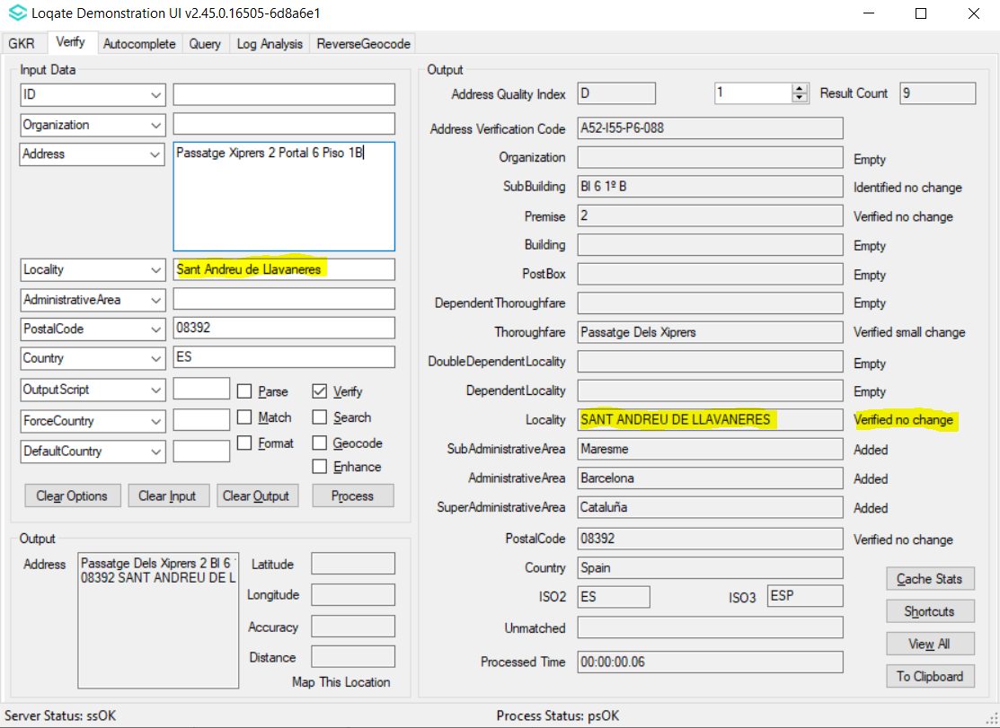 Loqate Demonstration UI v2.45.0.16505-6d8a6e1
GKR Verify Autocomplete Query Log Analysis ReverseGeocode
Input Data
ID
Organization
Address Passatge Xiprers 2 Portal 6 Piso 1B
Locality Sant Andreu de Llavaneres
AdministrativeArea
PostalCode 08392
Country ES
OutputScript Parse Verify
ForceCountry Match Search
DefaultCountry Format Geocode
Enhance
Clear Options Clear Input Clear Output Process
Output
Address Passatge Dels Xiprers 2 Bl 6
08392 SANT ANDREU DE L
Latitude
Longitude
Accuracy
Distance
Map This Location
Output
Address Quality Index D 1 Result Count 9
Address Verification Code A52-I55-P6-088
Organization Empty
SubBuilding Bl 6 1º B Identified no change
Premise 2 Verified no change
Building Empty
PostBox Empty
DependentThoroughfare Empty
Thoroughfare Passatge Dels Xiprers Verified small change
DoubleDependentLocality Empty
DependentLocality Empty
Locality SANT ANDREU DE LLAVANERES Verified no change
SubAdministrativeArea Maresme Added
AdministrativeArea Barcelona Added
SuperAdministrativeArea Cataluña Added
PostalCode 08392 Verified no change
Country Spain
ISO2 ES ISO3 ESP
Unmatched
Processed Time 00:00:00.06
Cache Stats
Shortcuts
View All
To Clipboard
Server Status: ssOK Process Status: psOK